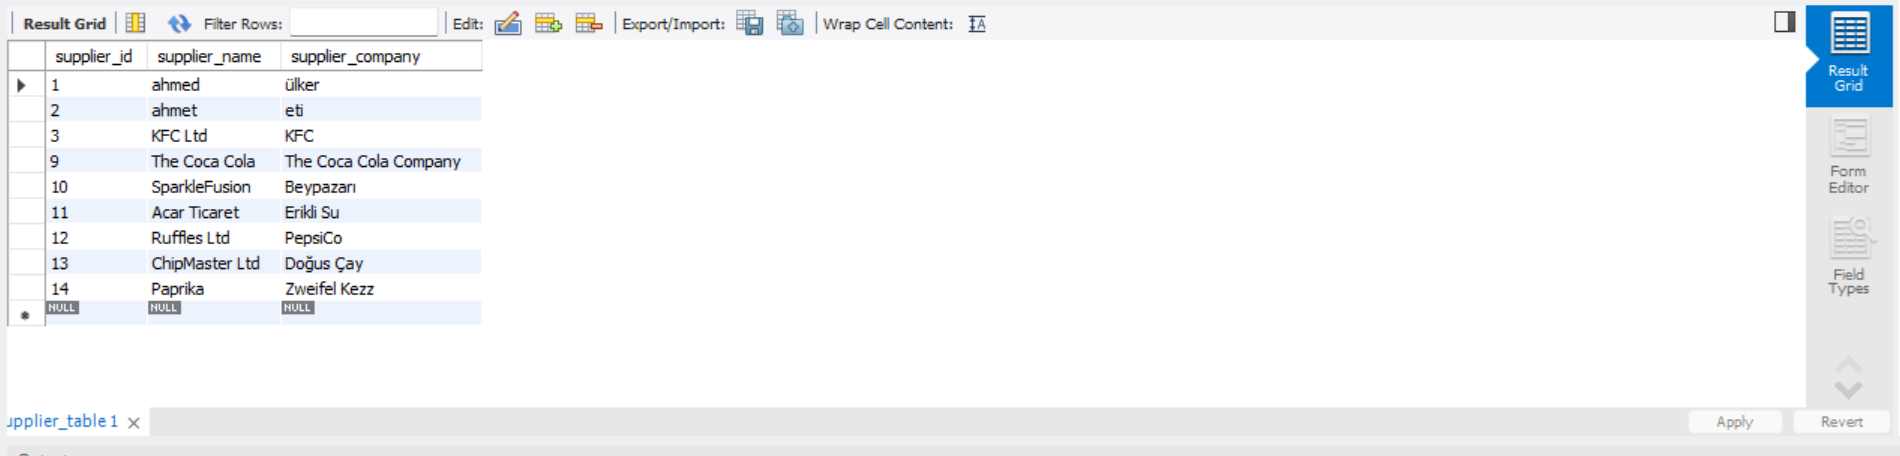 Result Grid Filter Rows: Edit: Export/Import: Wrap Cell Content: IA
supplier_id supplier_name supplier_company
1 ahmed ülker
2 ahmet eti
3 KFC Ltd KFC
9 The Coca Cola The Coca Cola Company
10 SparkleFusion Beypazarı
11 Acar Ticaret Erikli Su
12 Ruffles Ltd PepsiCo
13 ChipMaster Ltd Doğus Çay
14 Paprika Zweifel Kezz
NULL NULL NULL
Result
Grid
Form
Editor
Field
Types
upplier_table 1
Apply Revert